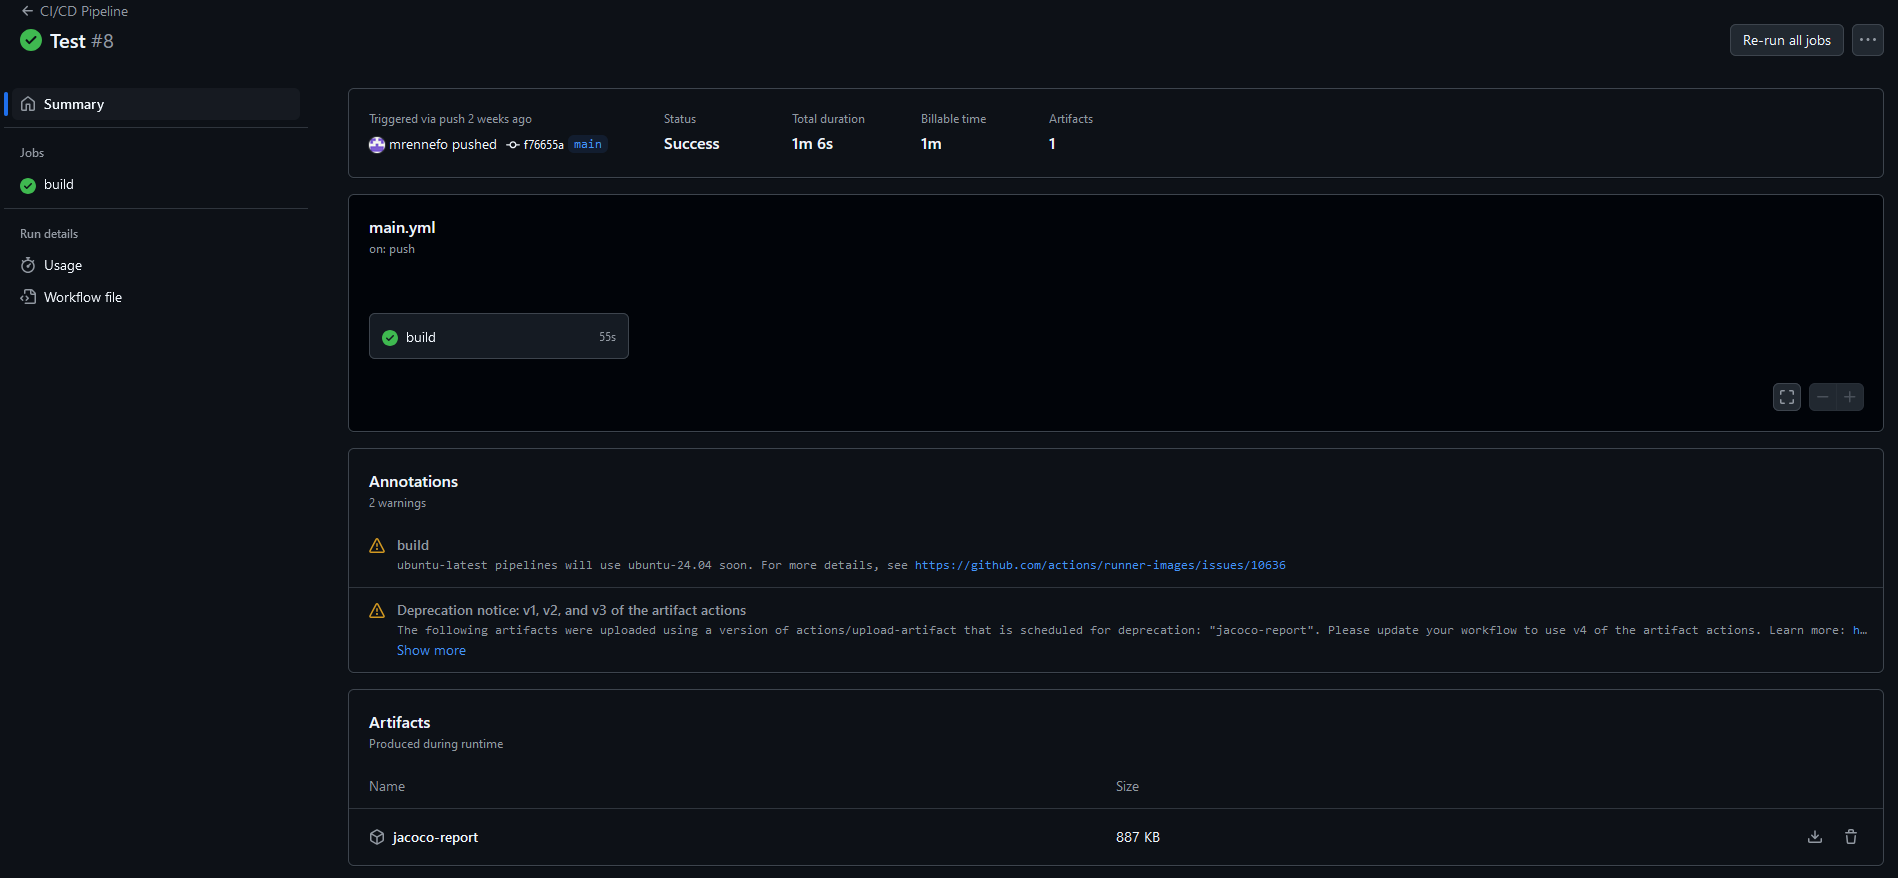 CI/CD Pipeline
Test #8
Re-run all jobs
Summary
Jobs
build
Run details
Usage
Workflow file
Triggered via push 2 weeks ago
mrennefo pushed f76655a main
Status
Success
Total duration
1m 6s
Billable time
1m
Artifacts
1
main.yml
on: push
build 55s
Annotations
2 warnings
build
ubuntu-latest pipelines will use ubuntu-24.04 soon. For more details, see https://github.com/actions/runner-images/issues/10636
Deprecation notice: v1, v2, and v3 of the artifact actions
The following artifacts were uploaded using a version of actions/upload-artifact that is scheduled for deprecation: "jacoco-report". Please update your workflow to use v4 of the artifact actions. Learn more: h…
Show more
Artifacts
Produced during runtime
Name Size
jacoco-report 887 KB